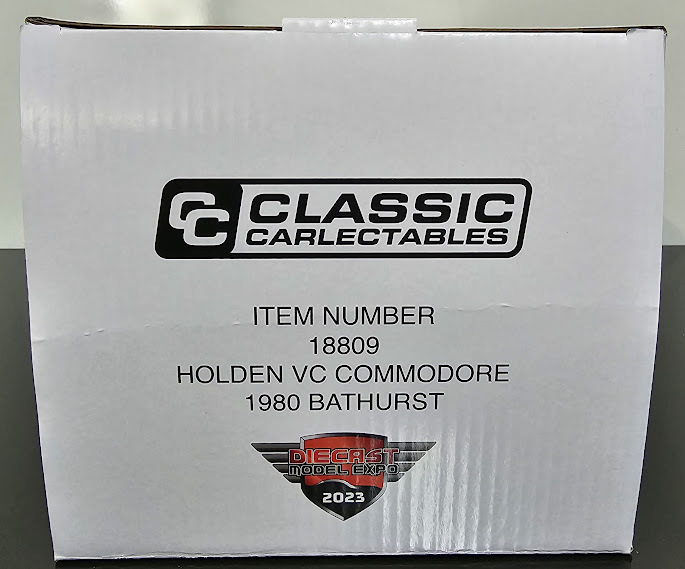 CC CLASSIC
CARLECTABLES
ITEM NUMBER
18809
HOLDEN VC COMMODORE
1980 BATHURST
DIECAST
MODEL EXPO
2023